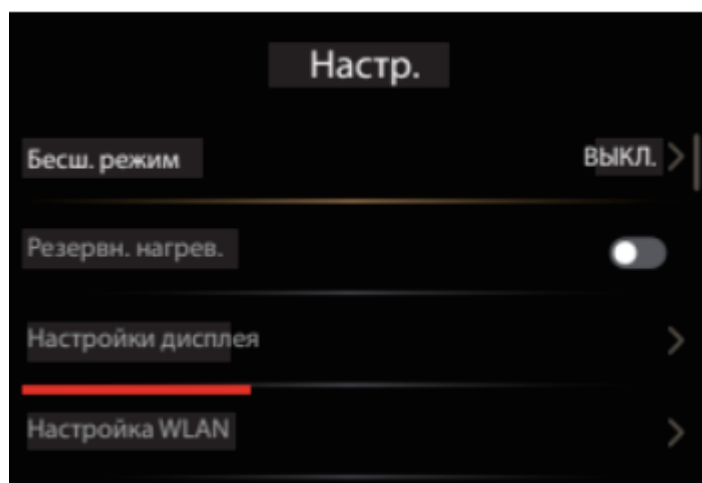 Настр.
Бесш. режим ВЫКЛ.
Резервн. нагрев.
Настройки дисплея
Настройка WLAN